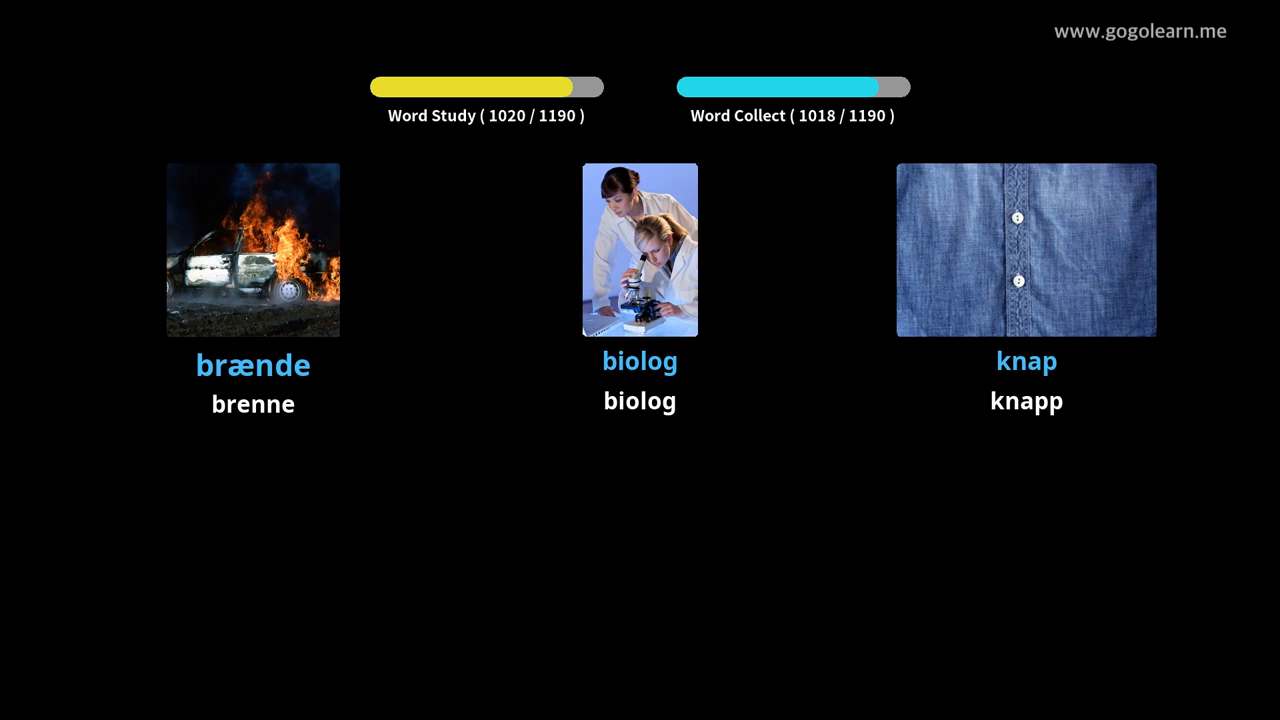 www.gogolearn.me
Word Study ( 1020 / 1190 )
Word Collect ( 1018 / 1190 )
brænde
brenne
biolog
biolog
knap
knapp